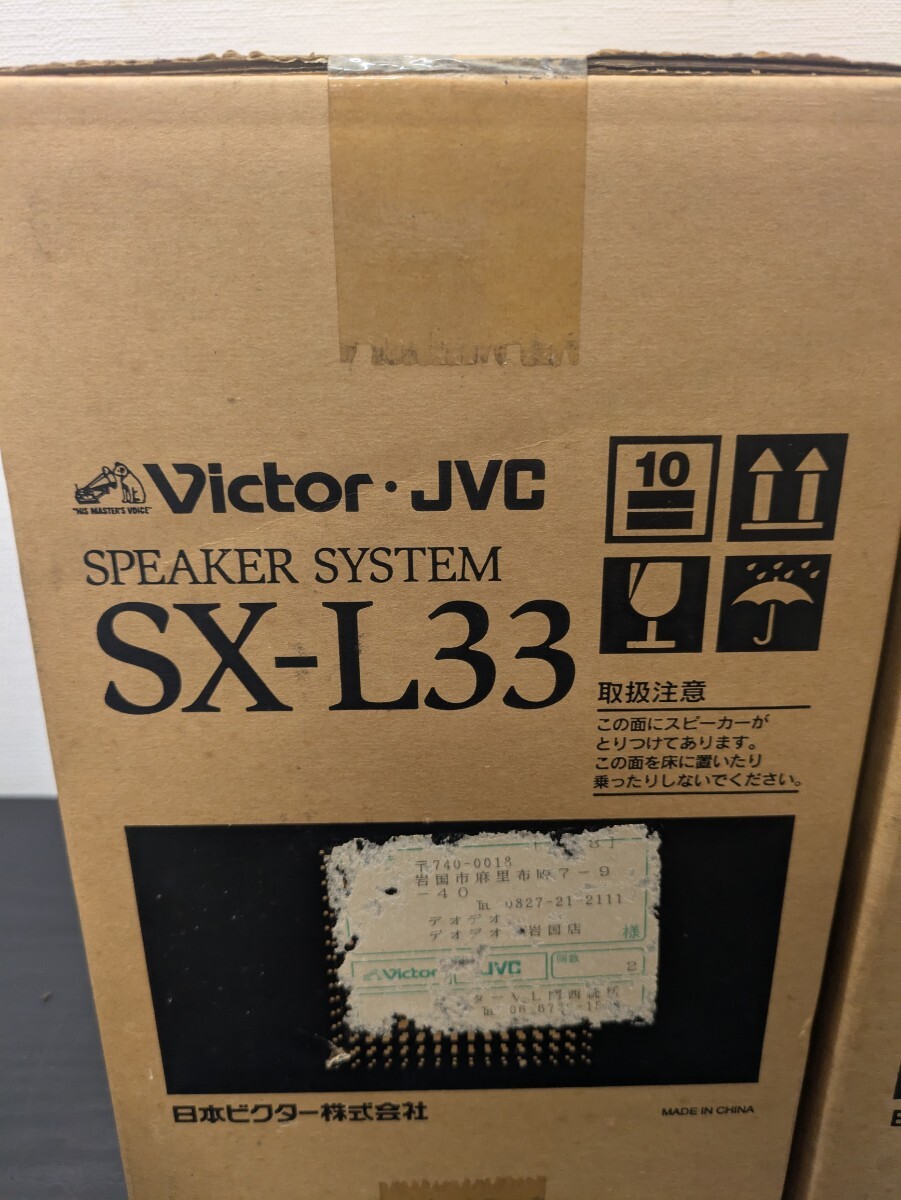 Victor・JVC
"HIS MASTER'S VOICE"
SPEAKER SYSTEM
SX-L33
10
取扱注意
この面にスピーカーが
とりつけてあります。
この面を床に置いたり
乗ったりしないでください。
8
〒740-0018
岩国市麻里布町7-9
-40
℡ 0827-21-2111
デオデオ
デオデオ 岩国店 様
Victor JVC 個数 2
日本ビクター株式会社
MADE IN CHINA